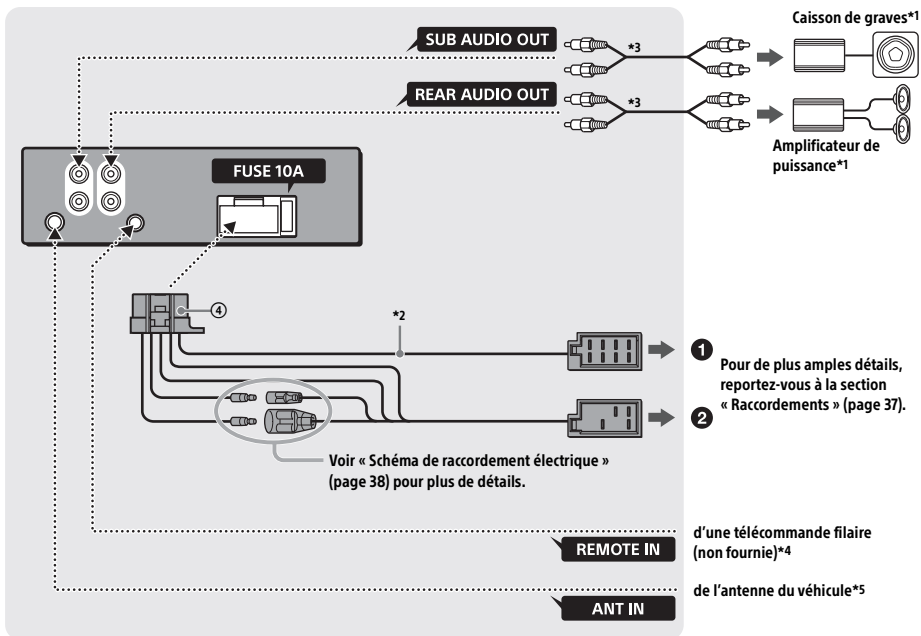 Caisson de graves*1
SUB AUDIO OUT
*3
REAR AUDIO OUT
*3
Amplificateur de
puissance*1
FUSE 10A
④
*2
❶
Pour de plus amples détails,
reportez-vous à la section
« Raccordements » (page 37).
❷
Voir « Schéma de raccordement électrique »
(page 38) pour plus de détails.
d'une télécommande filaire
(non fournie)*4
REMOTE IN
de l'antenne du véhicule*5
ANT IN